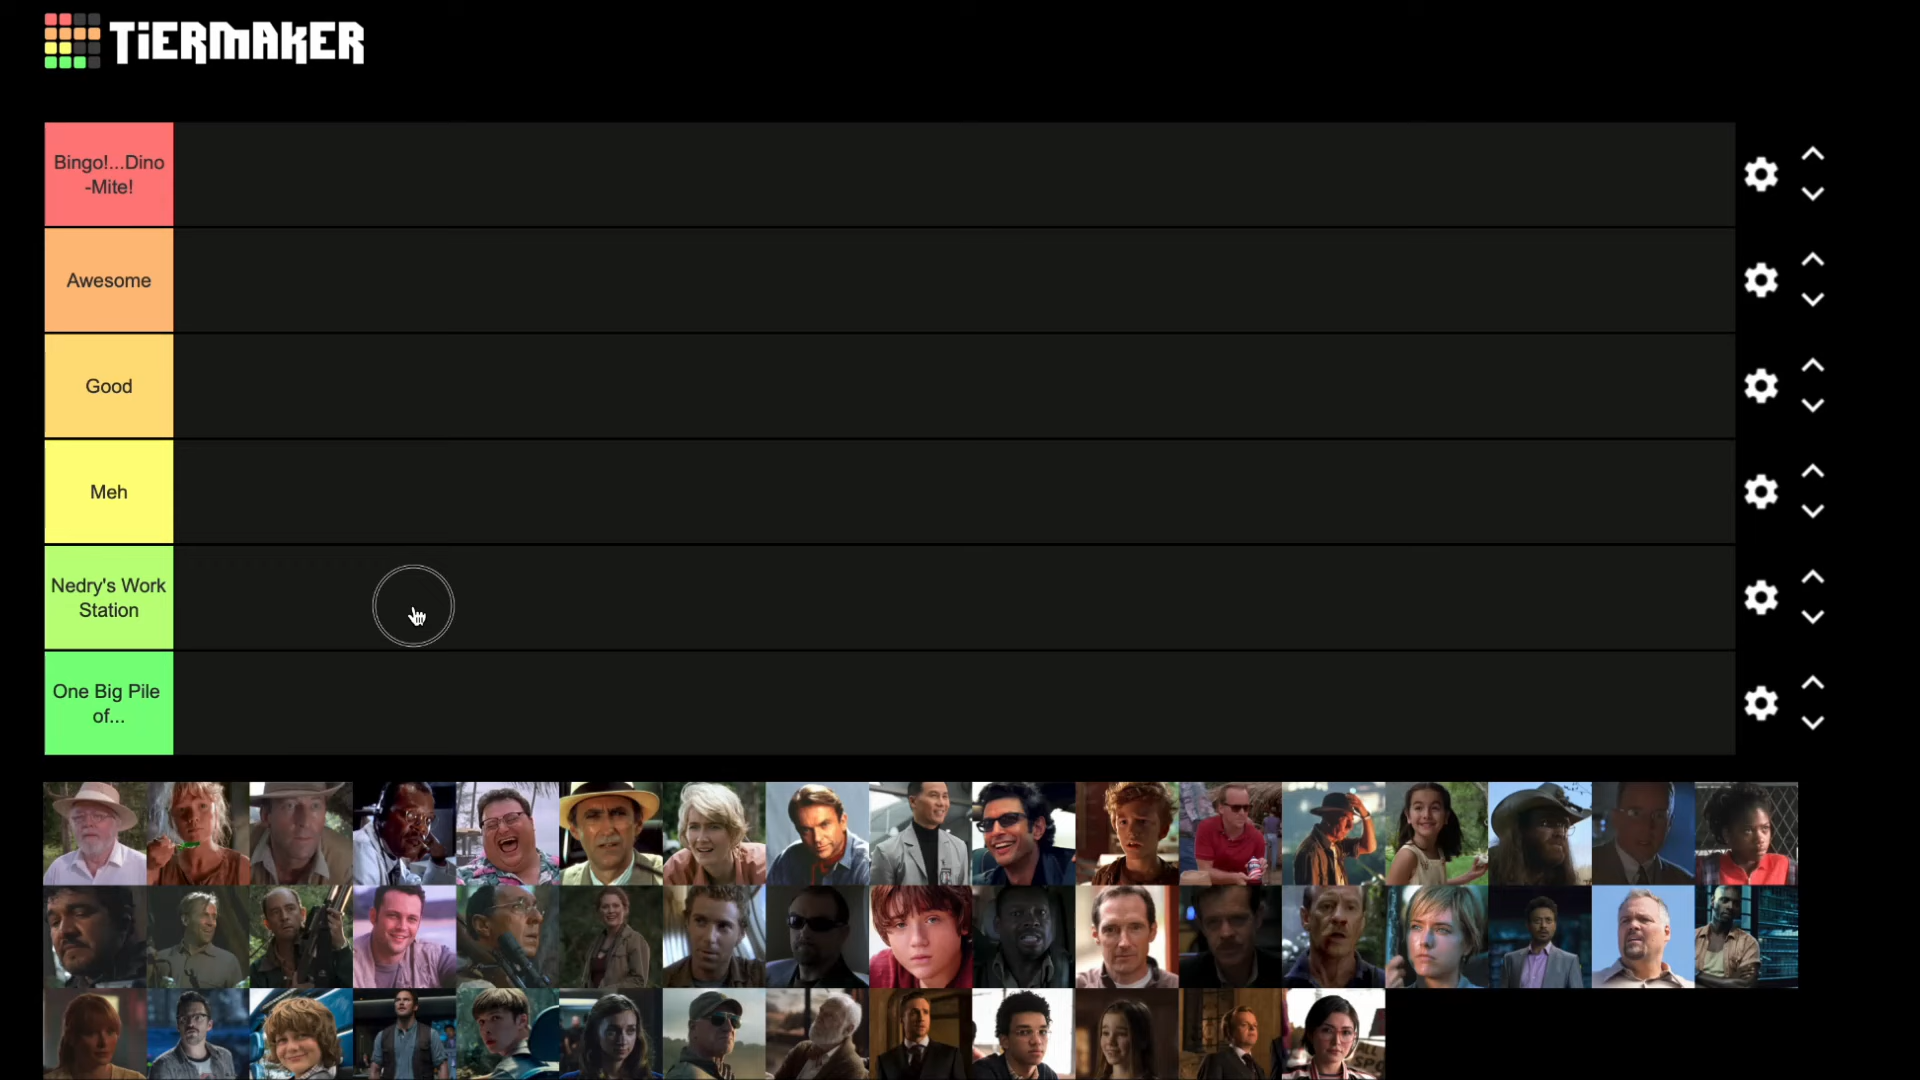 TiERMAKER
Bingo!...Dino
-Mite!
Awesome
Good
Meh
Nedry's Work
Station
One Big Pile
of...